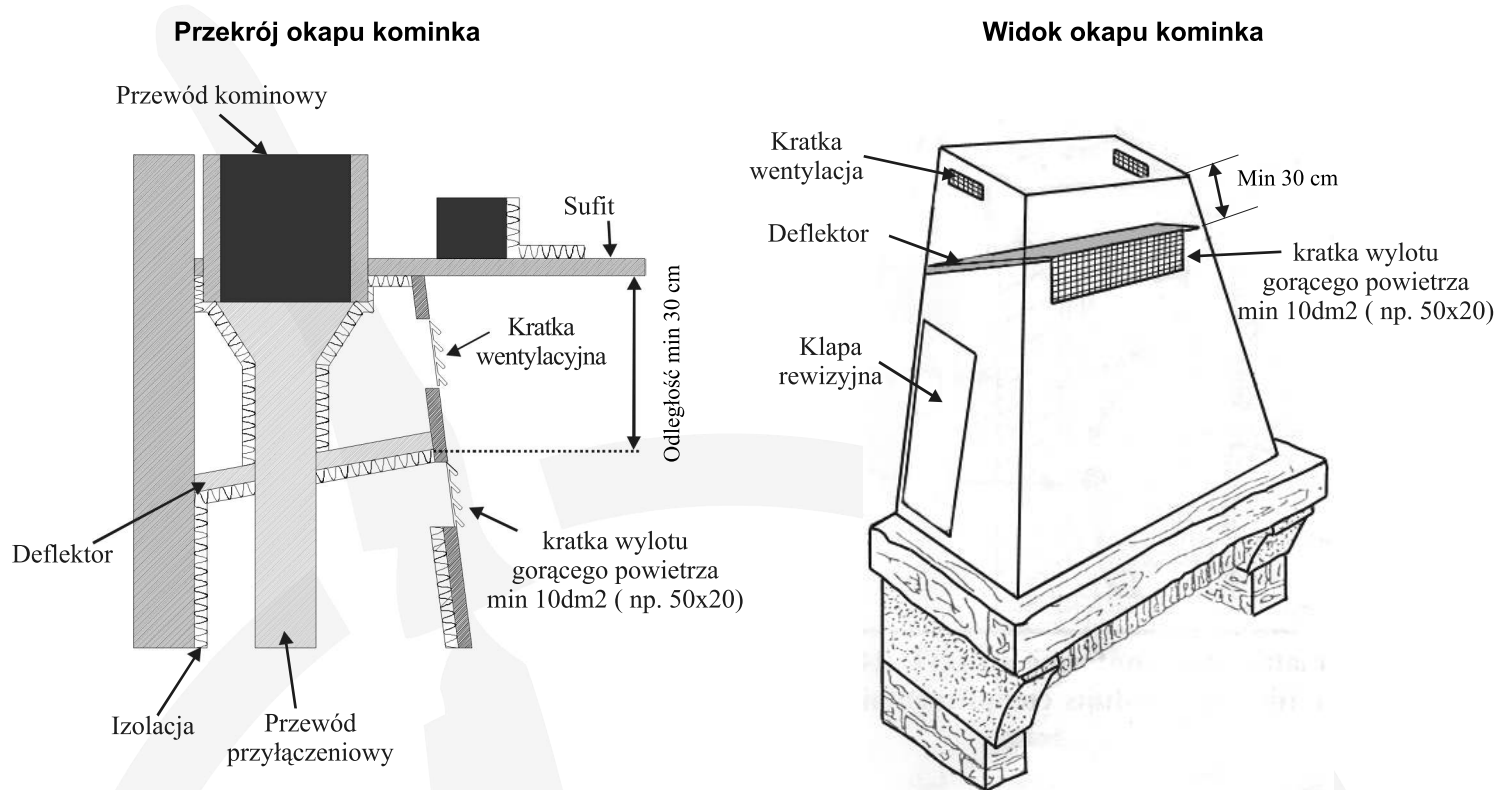 Przekrój okapu kominka
Przewód kominowy
Sufit
Kratka
wentylacyjna
Odległość min 30 cm
Deflektor
kratka wylotu
gorącego powietrza
min 10dm2 ( np. 50x20)
Izolacja
Przewód
przyłączeniowy
Widok okapu kominka
Kratka
wentylacja
Min 30 cm
Deflektor
kratka wylotu
gorącego powietrza
min 10dm2 ( np. 50x20)
Klapa
rewizyjna